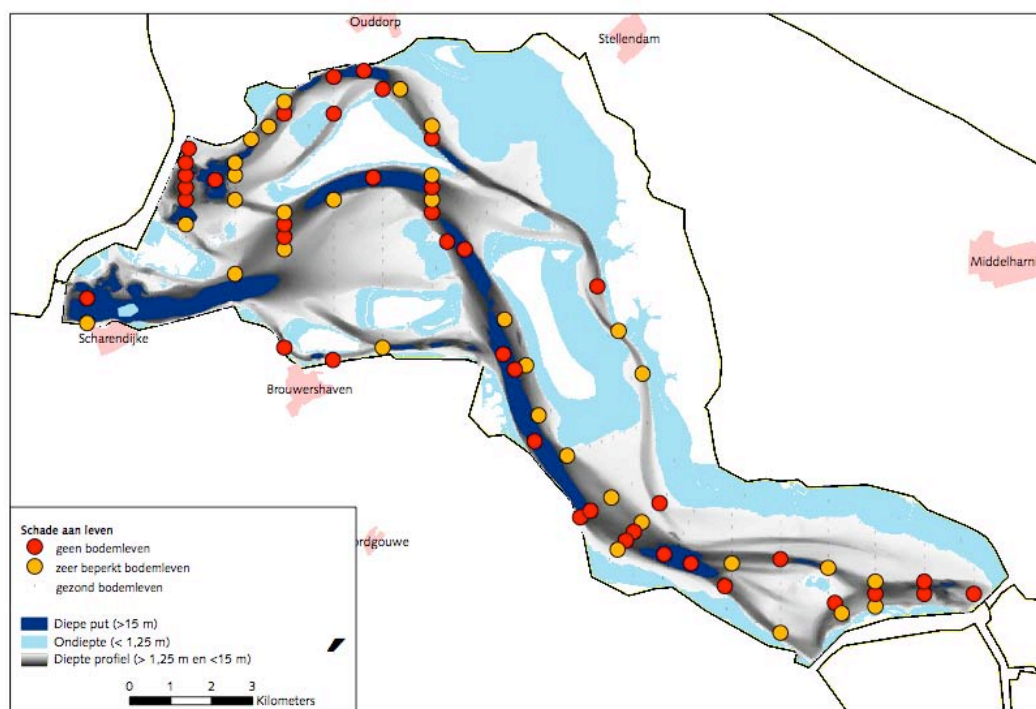 Ouddorp
Stellendam
Middelharn
Scharendijke
Brouwershaven
ordgouwe
Schade aan leven
geen bodemleven
zeer beperkt bodemleven
gezond bodemleven
Diepe put (>15 m)
Ondiepte (< 1,25 m)
Diepte profiel (> 1,25 m en <15 m)
0 1 2 3
Kilometers